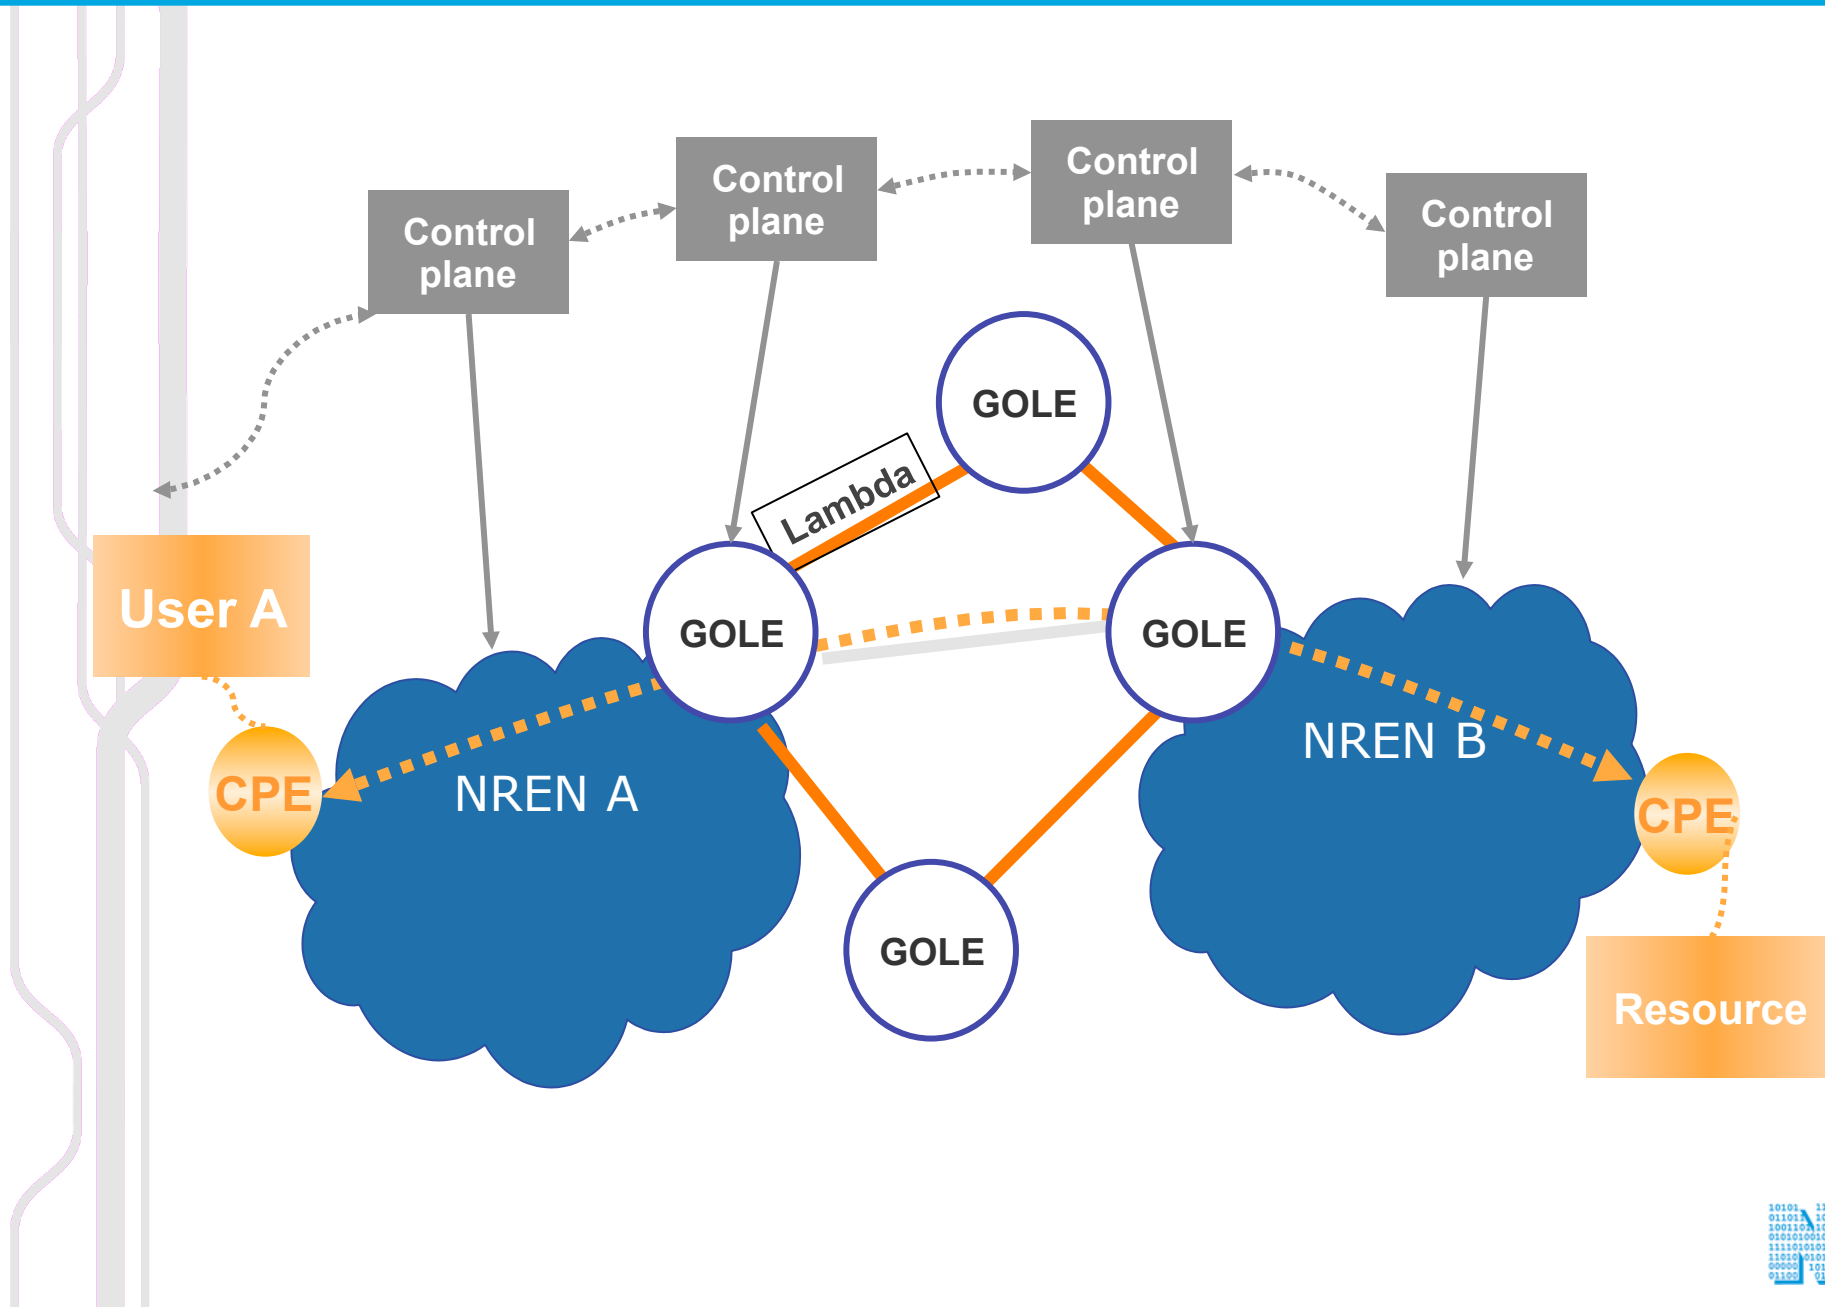 Control
plane
Control
plane
Control
plane
Control
plane
GOLE
Lambda
User A
GOLE
GOLE
NREN A
NREN B
CPE
CPE
GOLE
Resource